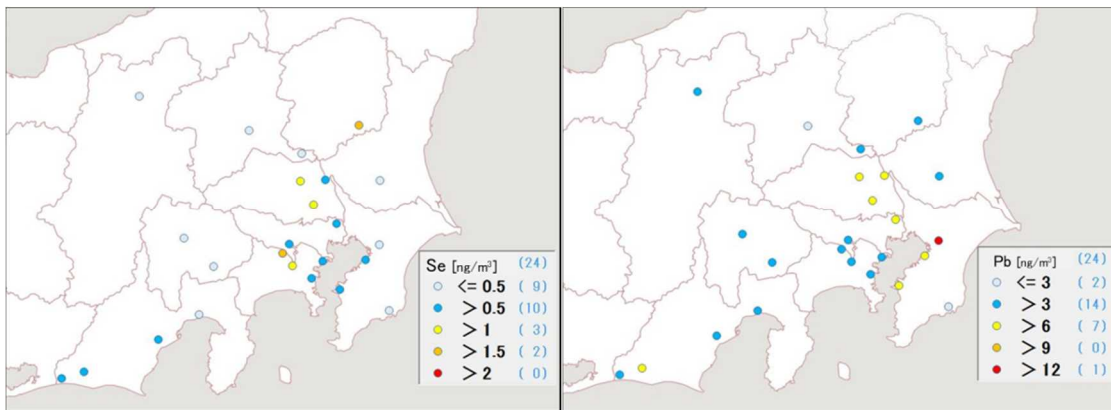 Se [ng/m³] (24)
<= 0.5 ( 9)
> 0.5 (10)
> 1 ( 3)
> 1.5 ( 2)
> 2 ( 0)
Pb [ng/m³] (24)
<= 3 ( 2)
> 3 (14)
> 6 ( 7)
> 9 ( 0)
> 12 ( 1)